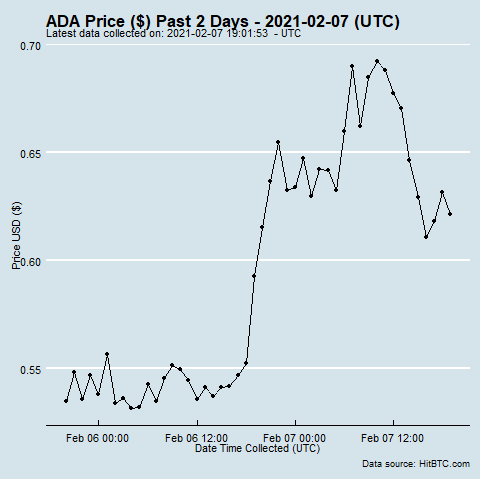 ADA Price ($) Past 2 Days - 2021-02-07 (UTC)
Latest data collected on: 2021-02-07 19:01:53 - UTC
Price USD ($)
0.70
0.65
0.60
0.55
Feb 06 00:00 Feb 06 12:00 Feb 07 00:00 Feb 07 12:00
Date Time Collected (UTC)
Data source: HitBTC.com